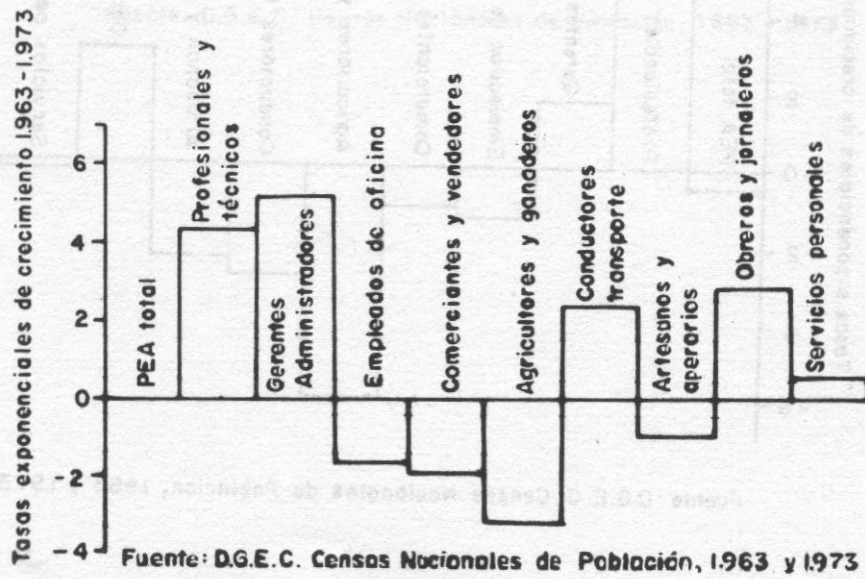 Tasas exponenciales de crecimiento 1.963-1.973
6
4
2
0
-2
-4
PEA total
Profesionales y
técnicos
Gerentes
Administradores
Empleados de oficina
Comerciantes y vendedores
Agricultores y ganaderos
Conductores
transporte
Artesanos y
operarios
Obreros y jornaleros
Servicios personales
Fuente: D.G.E.C. Censos Nacionales de Población, 1.963 y 1.973